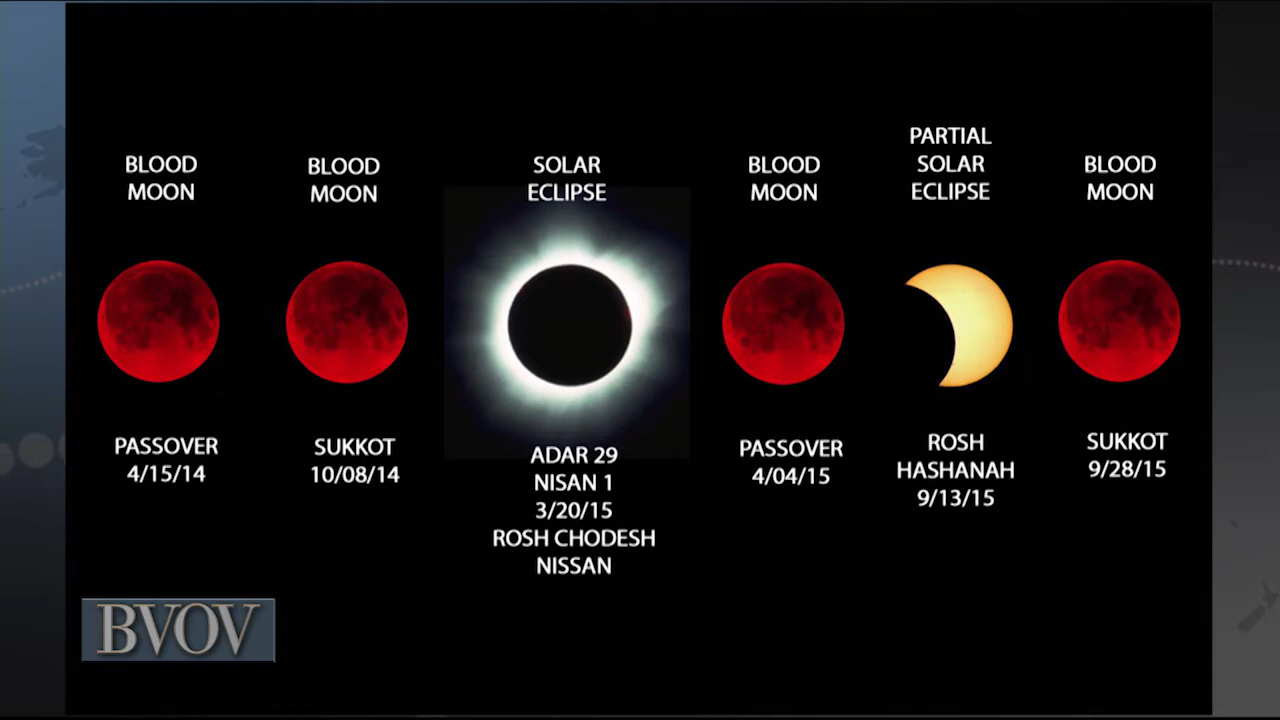 BLOOD
MOON
PASSOVER
4/15/14
BLOOD
MOON
SUKKOT
10/08/14
SOLAR
ECLIPSE
ADAR 29
NISAN 1
3/20/15
ROSH CHODESH
NISSAN
BLOOD
MOON
PASSOVER
4/04/15
PARTIAL
SOLAR
ECLIPSE
ROSH
HASHANAH
9/13/15
BLOOD
MOON
SUKKOT
9/28/15
BVOV